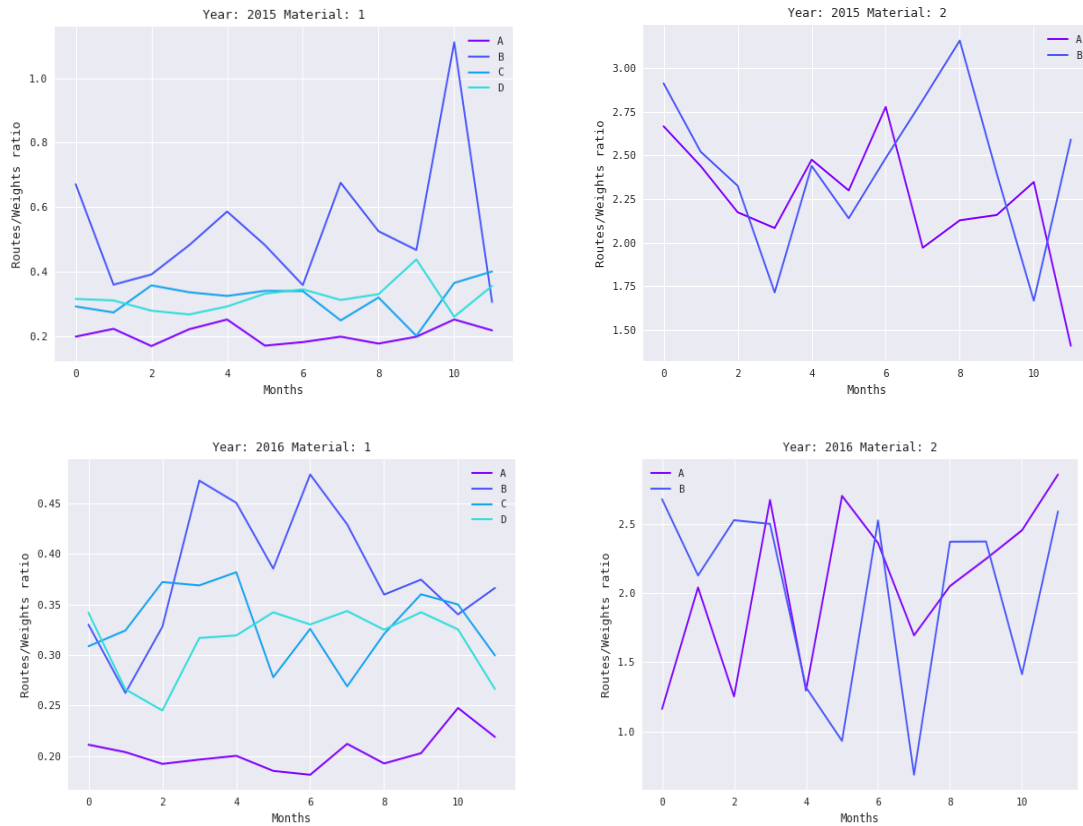 Year: 2015 Material: 1
A
B
C
D
1.0
0.8
0.6
0.4
0.2
Routes/Weights ratio
0 2 4 6 8 10
Months
Year: 2015 Material: 2
A
B
3.00
2.75
2.50
2.25
2.00
1.75
1.50
Routes/Weights ratio
0 2 4 6 8 10
Months
Year: 2016 Material: 1
A
B
C
D
0.45
0.40
0.35
0.30
0.25
0.20
Routes/Weights ratio
0 2 4 6 8 10
Months
Year: 2016 Material: 2
A
B
2.5
2.0
1.5
1.0
Routes/Weights ratio
0 2 4 6 8 10
Months